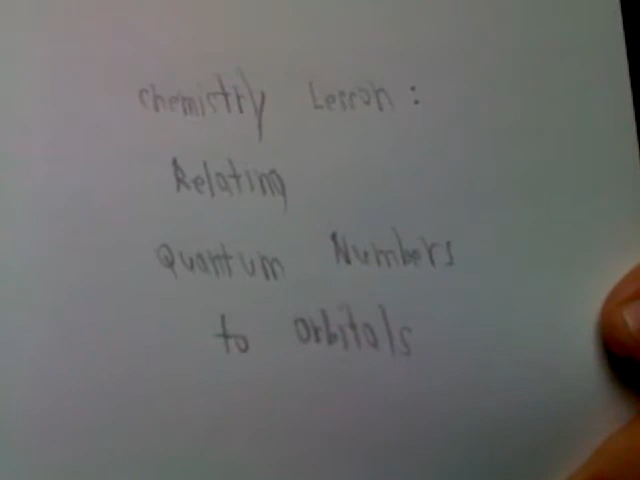 Chemistry Lesson:
Relating
Quantum Numbers
to Orbitals